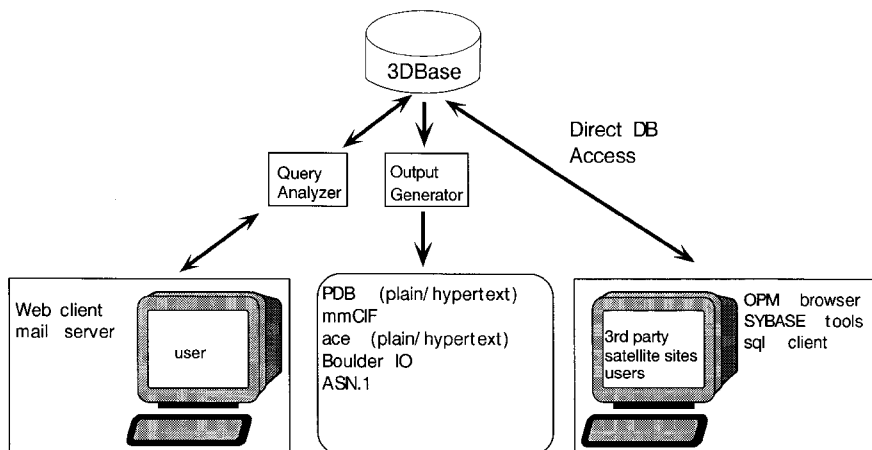 3DBase
Direct DB
Access
Query
Analyzer
Output
Generator
Web client
mail server
user
PDB (plain/hypertext)
mmCIF
ace (plain/hypertext)
Boulder IO
ASN.1
3rd party
satellite sites
users
OPM browser
SYBASE tools
sql client